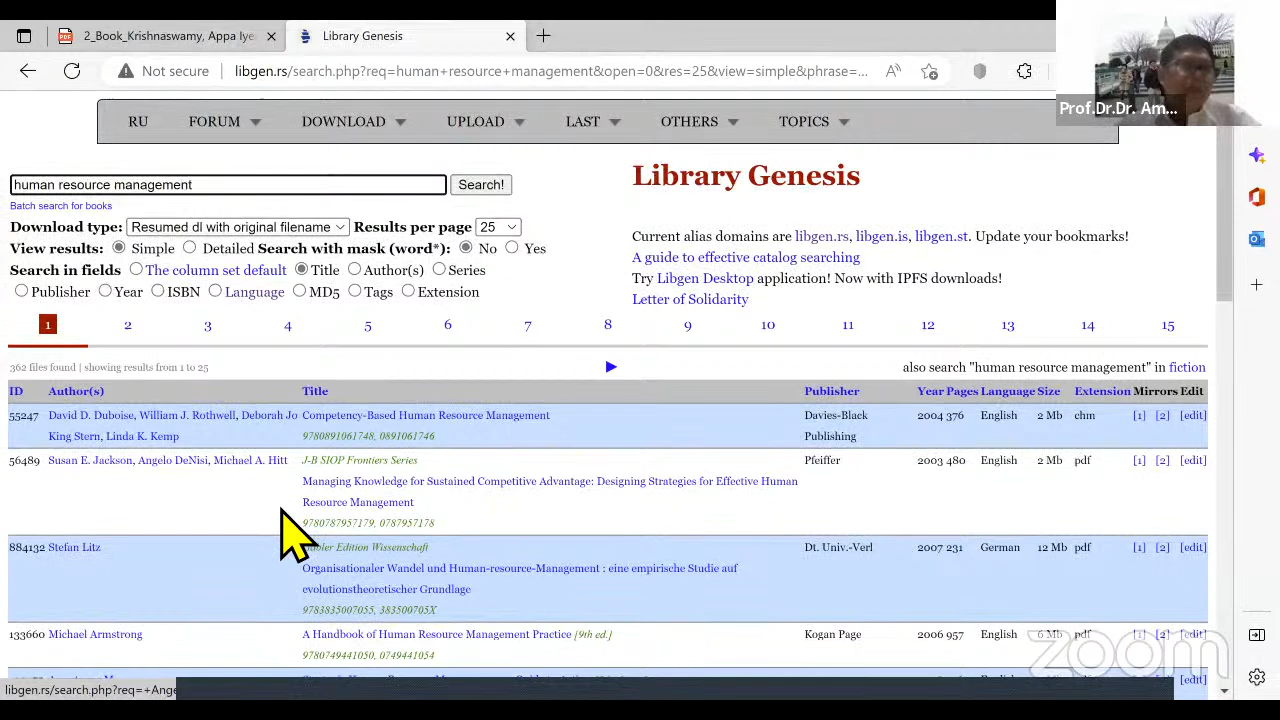 2_Book_Krishnaswamy, Appa Iye
Library Genesis
Not secure
libgen.rs/search.php?req=human+resource+management&open=0&res=25&view=simple&phrase=...
Prof.Dr.Dr. Am...
RU FORUM DOWNLOAD UPLOAD LAST OTHERS TOPICS
human resource management Search!
Library Genesis
Batch search for books
Download type: Resumed dl with original filename Results per page 25
Current alias domains are libgen.rs, libgen.is, libgen.st. Update your bookmarks!
View results: Simple Detailed Search with mask (word*): No Yes
A guide to effective catalog searching
Search in fields The column set default Title Author(s) Series
Try Libgen Desktop application! Now with IPFS downloads!
Publisher Year ISBN Language MD5 Tags Extension
Letter of Solidarity
1 2 3 4 5 6 7 8 9 10 11 12 13 14 15
362 files found | showing results from 1 to 25
also search "human resource management" in fiction
ID Author(s) Title Publisher Year Pages Language Size Extension Mirrors Edit
55247 David D. Duboise, William J. Rothwell, Deborah Jo Competency-Based Human Resource Management Davies-Black 2004 376 English 2 Mb chm [1] [2] [edit]
King Stern, Linda K. Kemp 9780891061748, 0891061746 Publishing
56489 Susan E. Jackson, Angelo DeNisi, Michael A. Hitt J-B SIOP Frontiers Series Pfeiffer 2003 480 English 2 Mb pdf [1] [2] [edit]
Managing Knowledge for Sustained Competitive Advantage: Designing Strategies for Effective Human
Resource Management
9780787957179, 0787957178
884132 Stefan Litz Edition Wissenschaft Dt. Univ.-Verl 2007 231 German 12 Mb pdf [1] [2] [edit]
Organisationaler Wandel und Human-resource-Management : eine empirische Studie auf
evolutionstheoretischer Grundlage
9783835007055, 383500705X
133660 Michael Armstrong A Handbook of Human Resource Management Practice [9th ed.] Kogan Page 2006 957 English 6 Mb pdf [1] [2] [edit]
9780749441050, 0749441054
zoom
[edit]
libgen.rs/search.php?req=+Ange